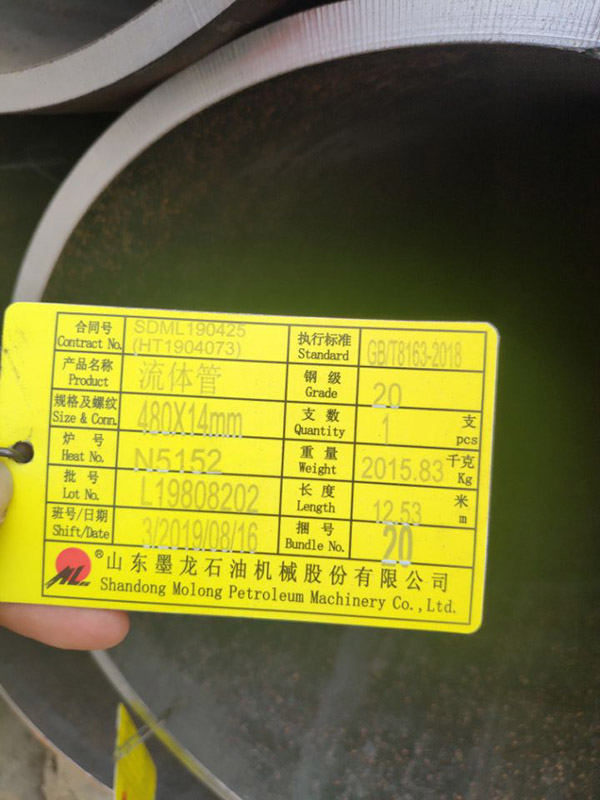 合同号 SDML190425 执行标准 GB/T8163-2018
Contract No. (HT1904073) Standard
产品名称 流体管 钢 级 20
Product Grade
规格及螺纹 480X14mm 支 数 1 支
Size & Conn. Quantity pcs
炉 号 N5152 重 量 2015.83 千克
Heat No. Weight Kg
批 号 L19808202 长 度 12.53 米
Lot No. Length m
班号/日期 3/2019/08/16 捆 号 20
Shift/Date Bundle No.
ML ® 山东墨龙石油机械股份有限公司
Shandong Molong Petroleum Machinery Co.,Ltd.